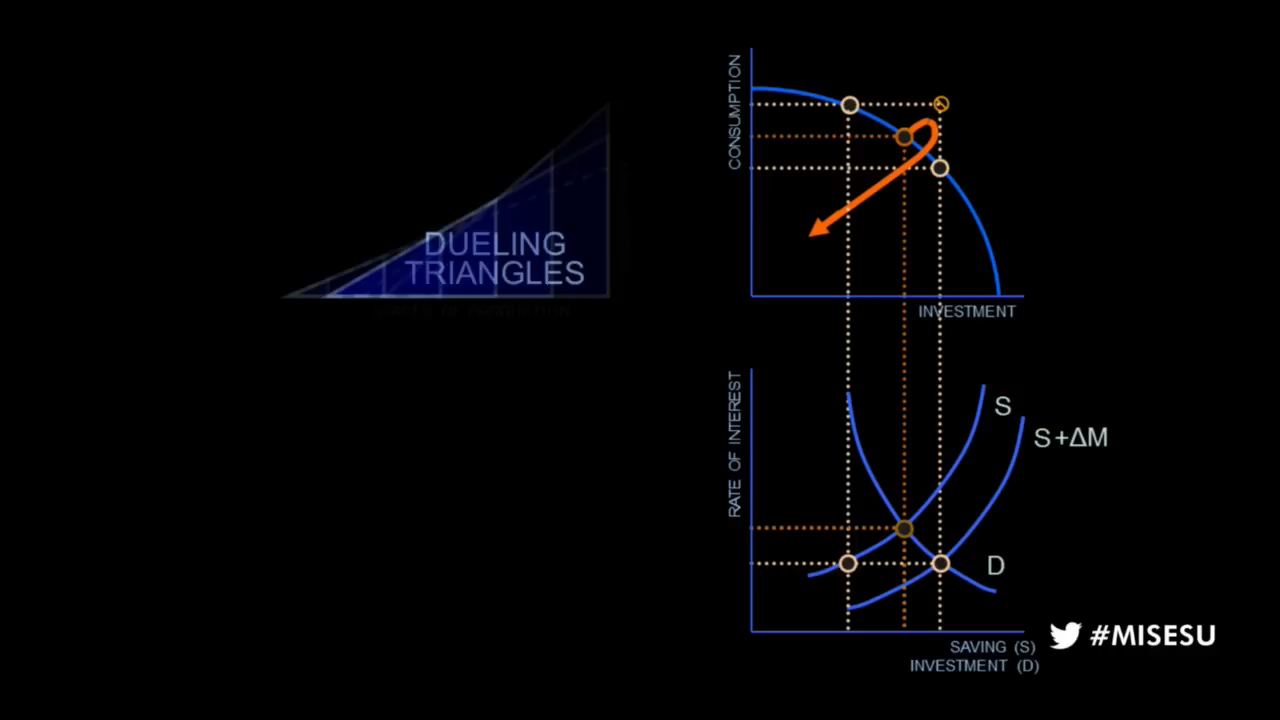 CONSUMPTION
DUELING
TRIANGLES
INVESTMENT
RATE OF INTEREST
S
S+ΔM
D
SAVING (S)
INVESTMENT (D)
#MISESU